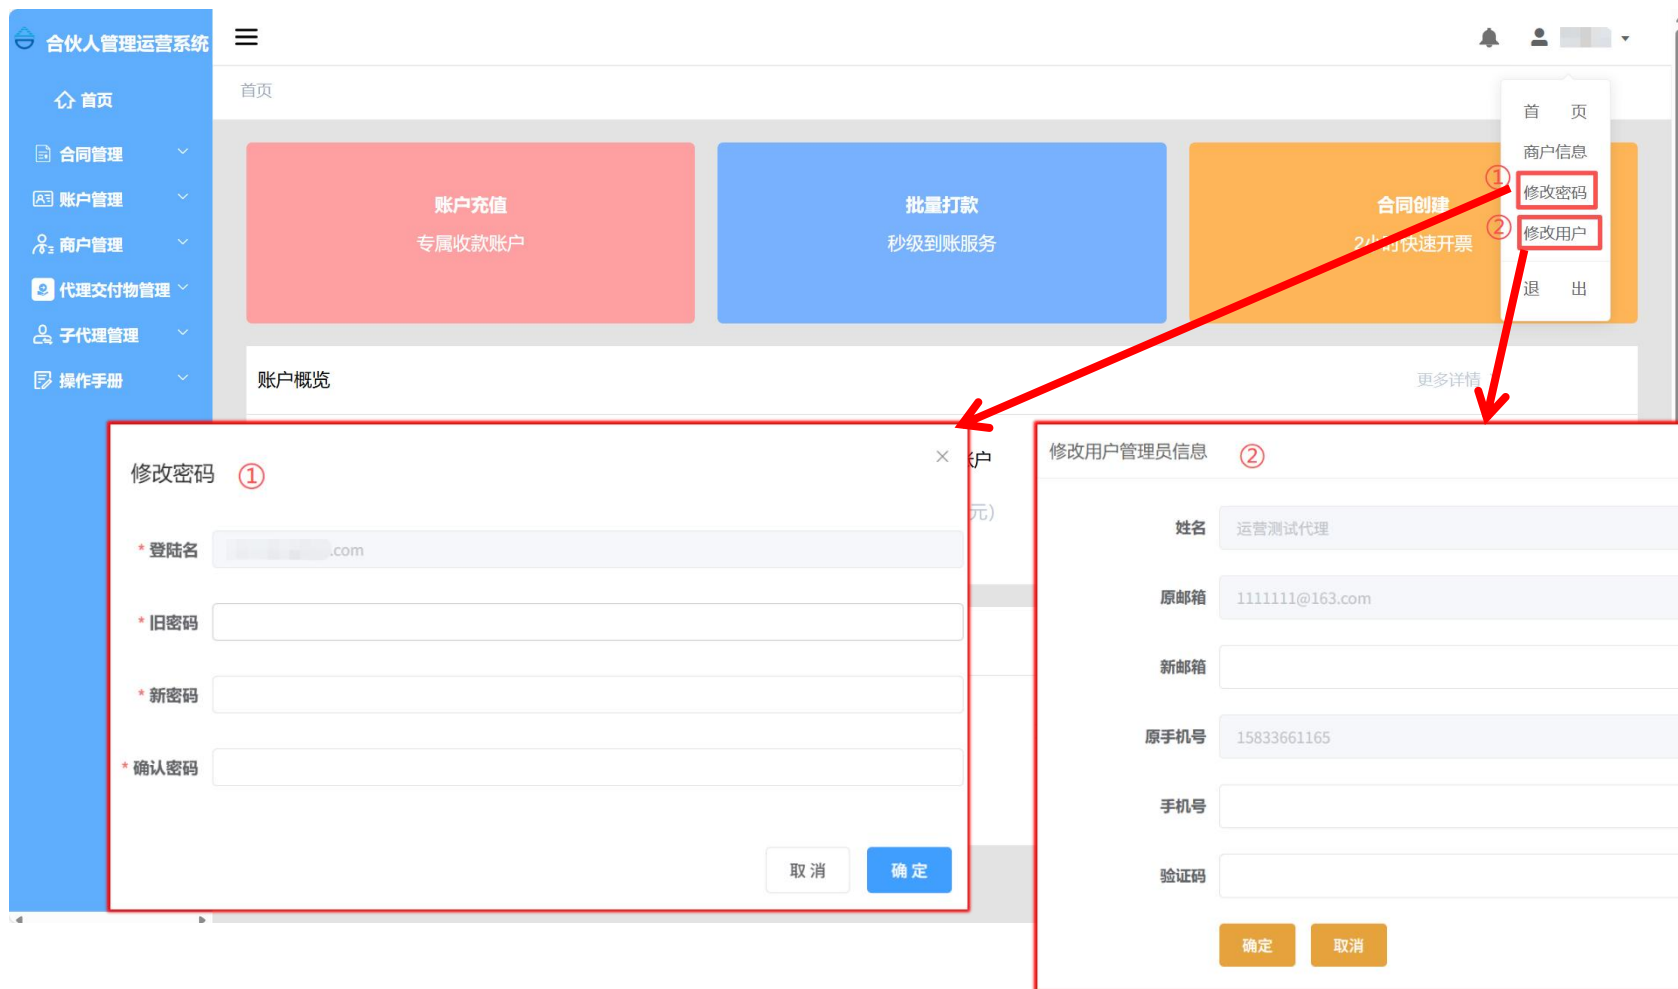 合伙人管理运营系统
首页
首页
首 页
商户信息
① 修改密码
② 修改用户
退 出
合同管理
账户管理
商户管理
代理交付物管理
子代理管理
操作手册
账户充值
专属收款账户
批量打款
秒级到账服务
合同创建
2小时快速开票
账户概览
更多详情
户
元）
修改密码 ①
* 登陆名 .com
* 旧密码
* 新密码
* 确认密码
取 消
确 定
修改用户管理员信息 ②
姓名 运营测试代理
原邮箱 1111111@163.com
新邮箱
原手机号 15833661165
手机号
验证码
确定
取消